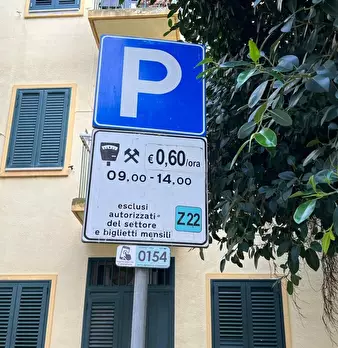 P
€ 0,60/ora
09,00 - 14,00
esclusi
autorizzati
del settore
e biglietti mensili
Z22
0154